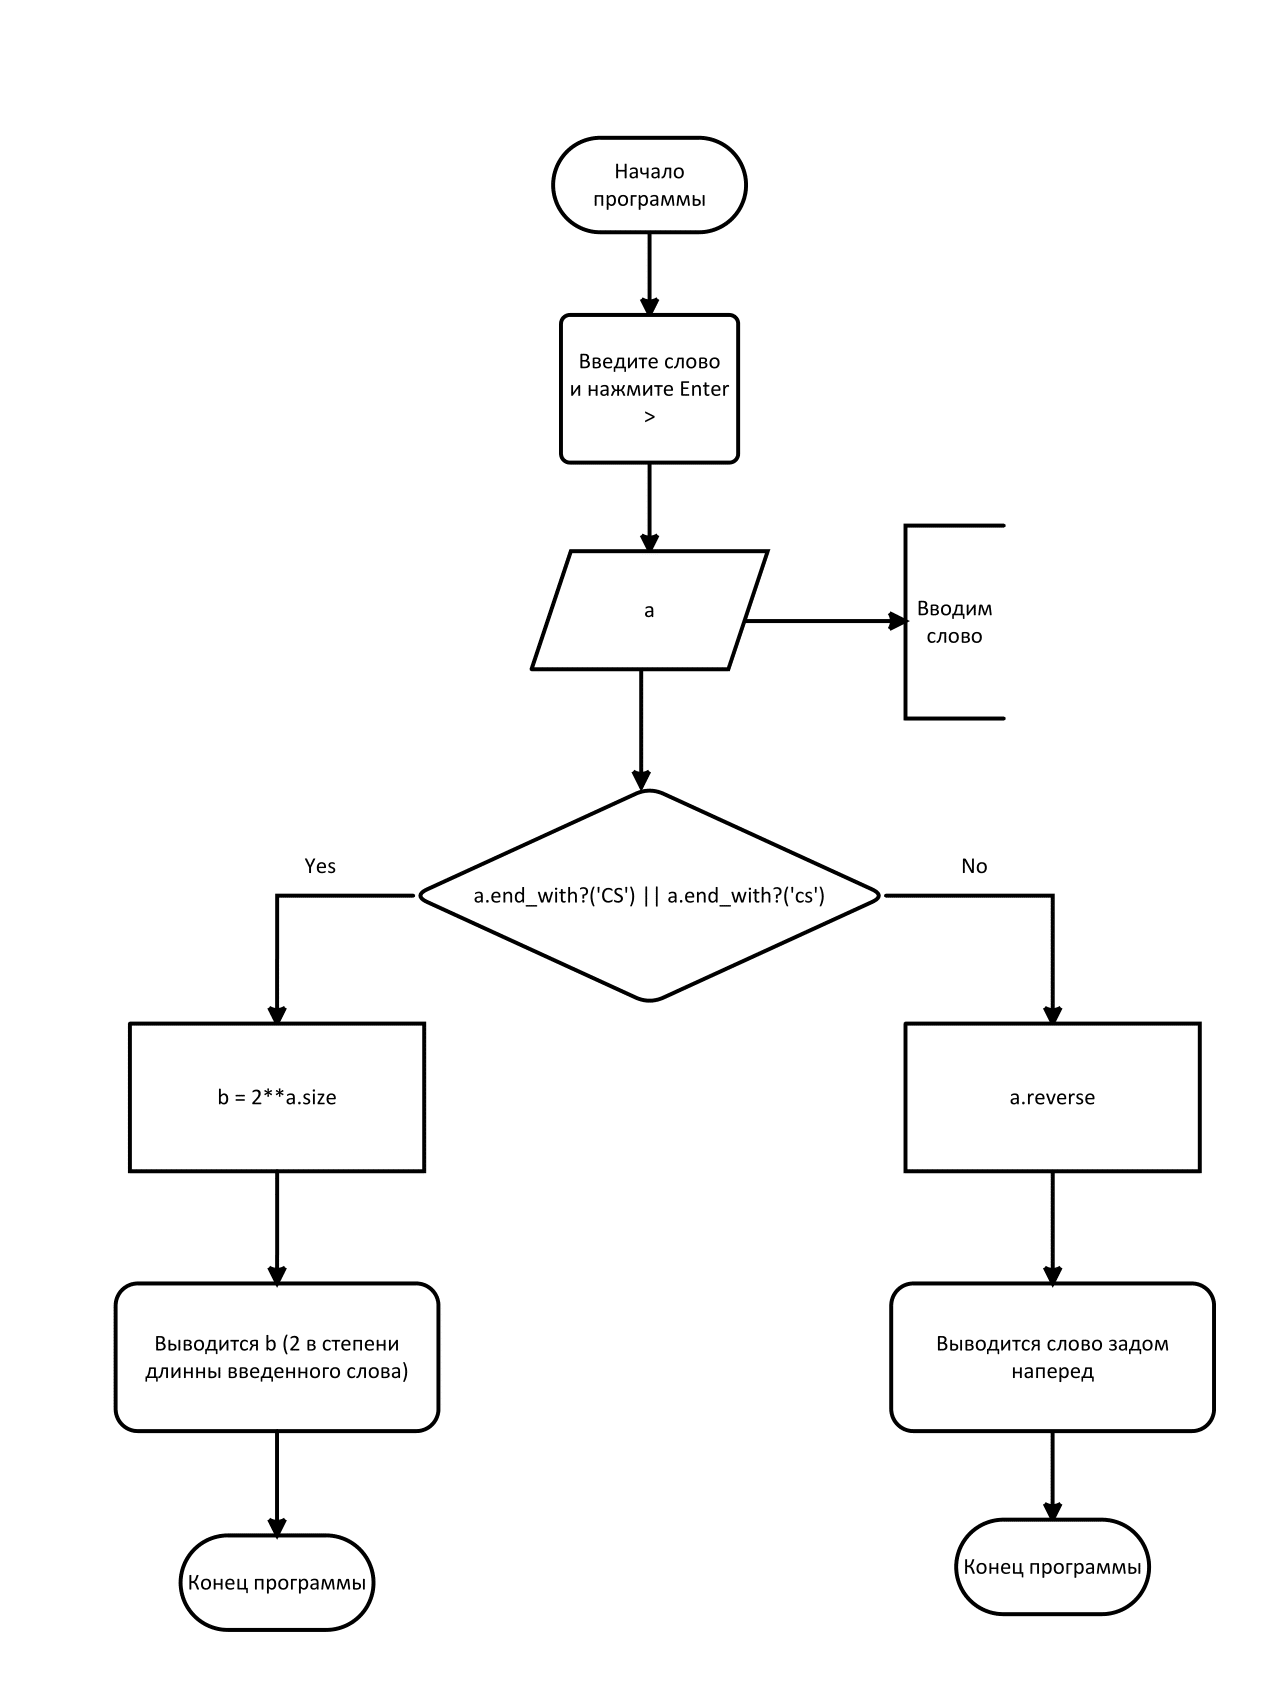 Начало
программы
Введите слово
и нажмите Enter
>
a
Вводим
слово
Yes
No
a.end_with?('CS') || a.end_with?('cs')
b = 2**a.size
a.reverse
Выводится b (2 в степени
длинны введенного слова)
Выводится слово задом
наперед
Конец программы
Конец программы